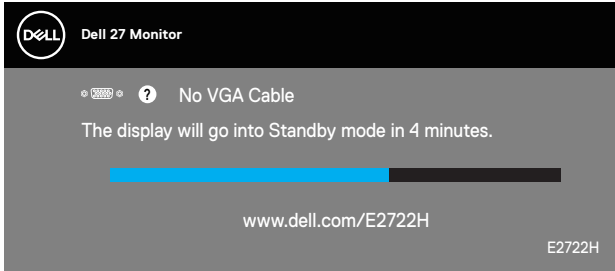 DELL
Dell 27 Monitor
? No VGA Cable
The display will go into Standby mode in 4 minutes.
www.dell.com/E2722H
E2722H